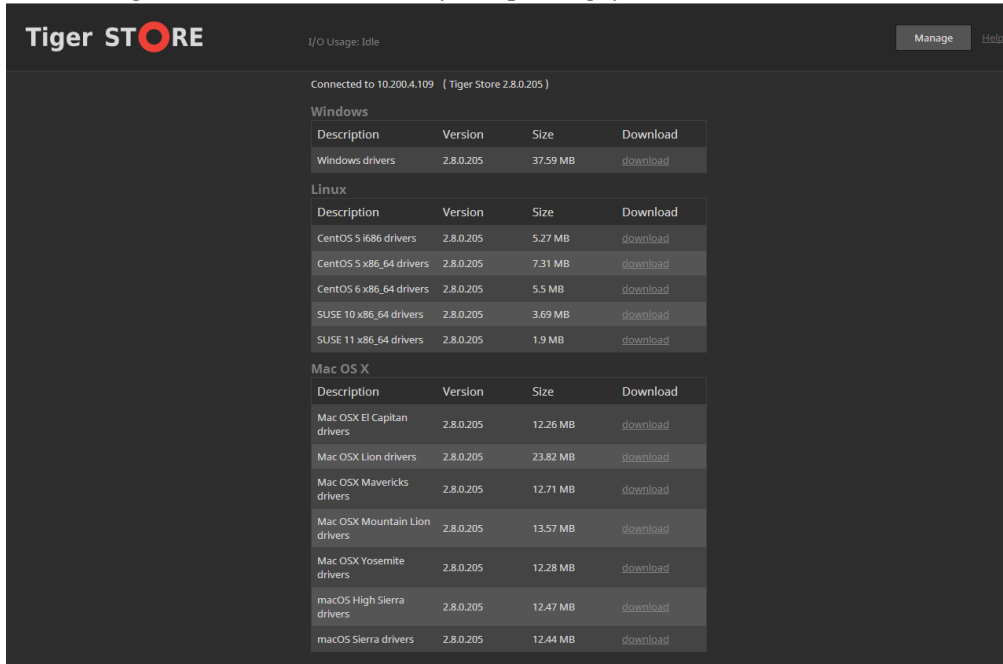 Tiger STORE
I/O Usage: Idle
Manage
Help
Connected to 10.200.4.109 ( Tiger Store 2.8.0.205 )
Windows
Description Version Size Download
Windows drivers 2.8.0.205 37.59 MB download
Linux
Description Version Size Download
CentOS 5 i686 drivers 2.8.0.205 5.27 MB download
CentOS 5 x86_64 drivers 2.8.0.205 7.31 MB download
CentOS 6 x86_64 drivers 2.8.0.205 5.5 MB download
SUSE 10 x86_64 drivers 2.8.0.205 3.69 MB download
SUSE 11 x86_64 drivers 2.8.0.205 1.9 MB download
Mac OS X
Description Version Size Download
Mac OSX El Capitan
drivers 2.8.0.205 12.26 MB download
Mac OSX Lion drivers 2.8.0.205 23.82 MB download
Mac OSX Mavericks
drivers 2.8.0.205 12.71 MB download
Mac OSX Mountain Lion
drivers 2.8.0.205 13.57 MB download
Mac OSX Yosemite
drivers 2.8.0.205 12.28 MB download
macOS High Sierra
drivers 2.8.0.205 12.47 MB download
macOS Sierra drivers 2.8.0.205 12.44 MB download